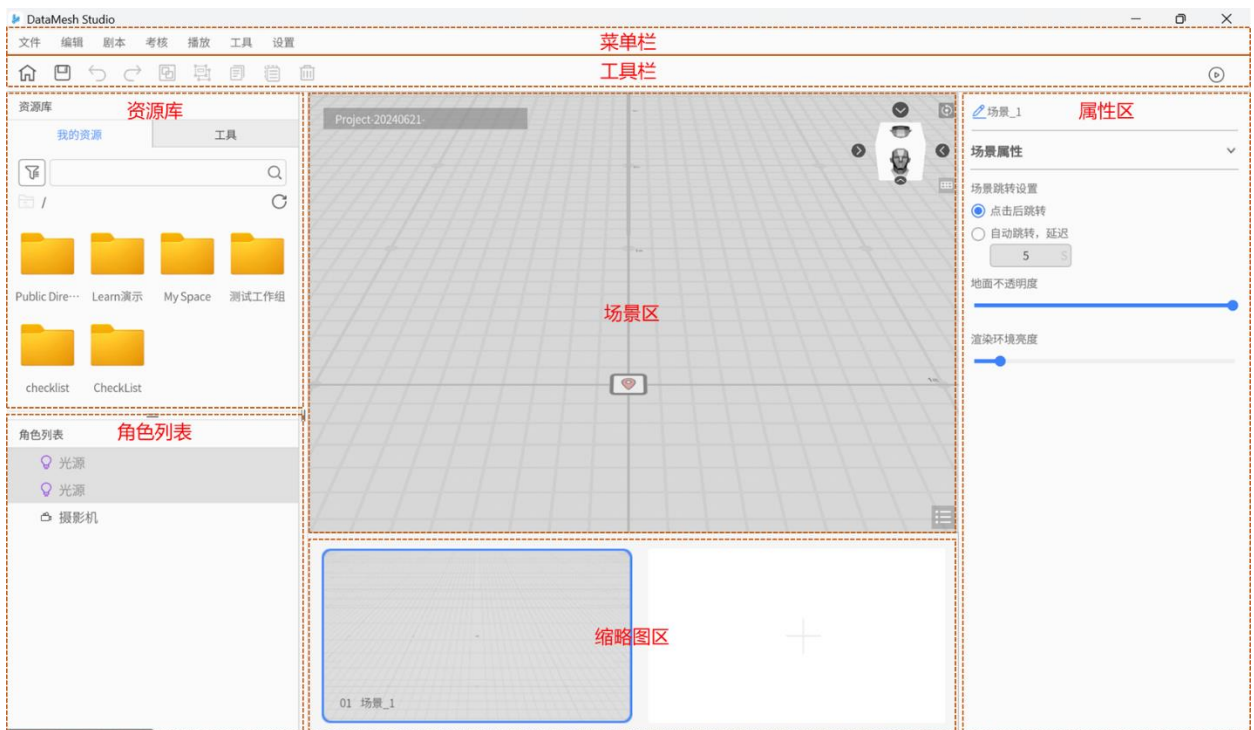 DataMesh Studio
文件 编辑 剧本 考核 播放 工具 设置
菜单栏
工具栏
资源库
资源库
我的资源 工具
/
Public Dire… Learn演示 My Space 测试工作组
checklist CheckList
角色列表
角色列表
光源
光源
摄影机
Project-20240621-
场景区
01 场景_1
缩略图区
场景_1
属性区
场景属性
场景跳转设置
点击后跳转
自动跳转，延迟
5 S
地面不透明度
渲染环境亮度